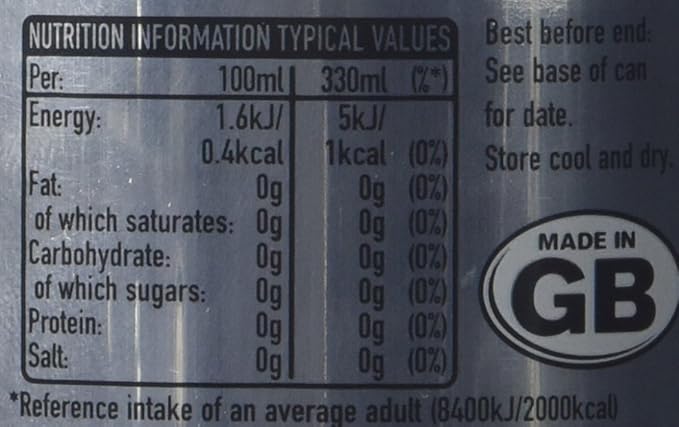 NUTRITION INFORMATION TYPICAL VALUES
Per: 100ml 330ml (%*)
Energy: 1.6kJ/ 5kJ/
0.4kcal 1kcal (0%)
Fat: 0g 0g (0%)
of which saturates: 0g 0g (0%)
Carbohydrate: 0g 0g (0%)
of which sugars: 0g 0g (0%)
Protein: 0g 0g (0%)
Salt: 0g 0g (0%)
*Reference intake of an average adult (8400kJ/2000kcal)
Best before end:
See base of can
for date.
Store cool and dry.
MADE IN
GB